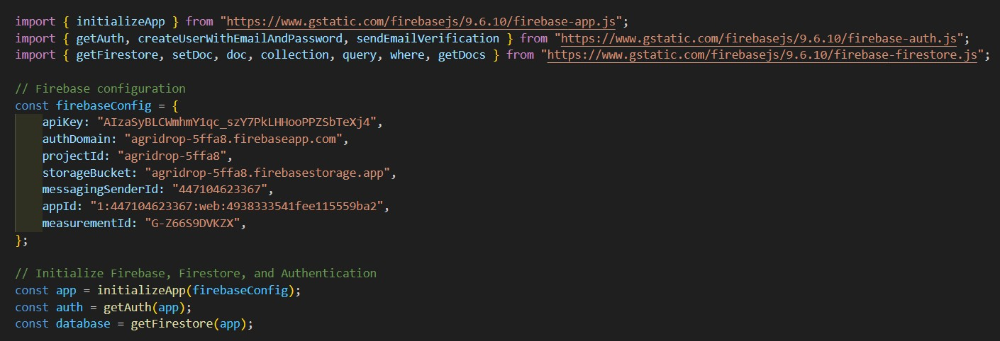 import { initializeApp } from "https://www.gstatic.com/firebasejs/9.6.10/firebase-app.js";
import { getAuth, createUserWithEmailAndPassword, sendEmailVerification } from "https://www.gstatic.com/firebasejs/9.6.10/firebase-auth.js";
import { getFirestore, setDoc, doc, collection, query, where, getDocs } from "https://www.gstatic.com/firebasejs/9.6.10/firebase-firestore.js";

// Firebase configuration
const firebaseConfig = {
    apiKey: "AIzaSyBLCWmhmY1qc_szY7PkLHHooPPZSbTeXj4",
    authDomain: "agridrop-5ffa8.firebaseapp.com",
    projectId: "agridrop-5ffa8",
    storageBucket: "agridrop-5ffa8.firebasestorage.app",
    messagingSenderId: "447104623367",
    appId: "1:447104623367:web:4938333541fee115559ba2",
    measurementId: "G-Z66S9DVKZX",
};

// Initialize Firebase, Firestore, and Authentication
const app = initializeApp(firebaseConfig);
const auth = getAuth(app);
const database = getFirestore(app);